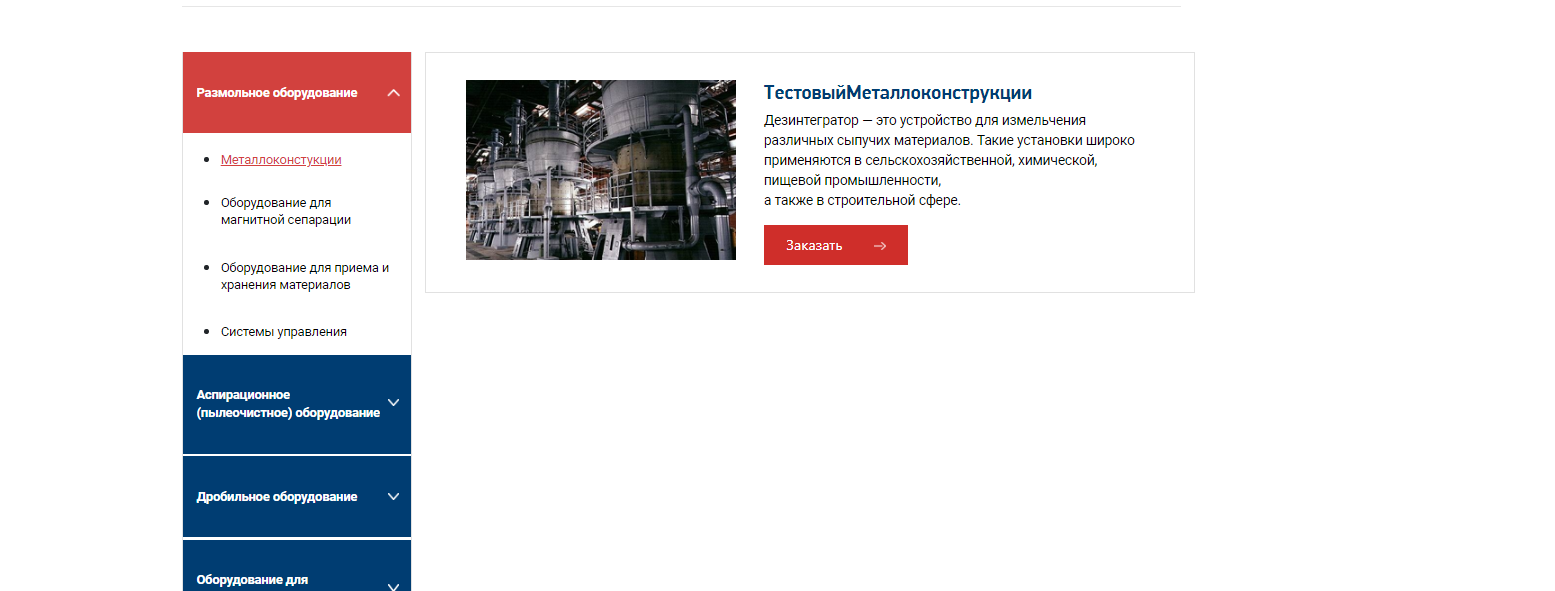 Размольное оборудование
Металлоконстукции
Оборудование для
магнитной сепарации
Оборудование для приема и
хранения материалов
Системы управления
Аспирационное
(пылеочистное) оборудование
Дробильное оборудование
Оборудование для
ТестовыйМеталлоконструкции
Дезинтегратор — это устройство для измельчения
различных сыпучих материалов. Такие установки широко
применяются в сельскохозяйственной, химической,
пищевой промышленности,
а также в строительной сфере.
Заказать